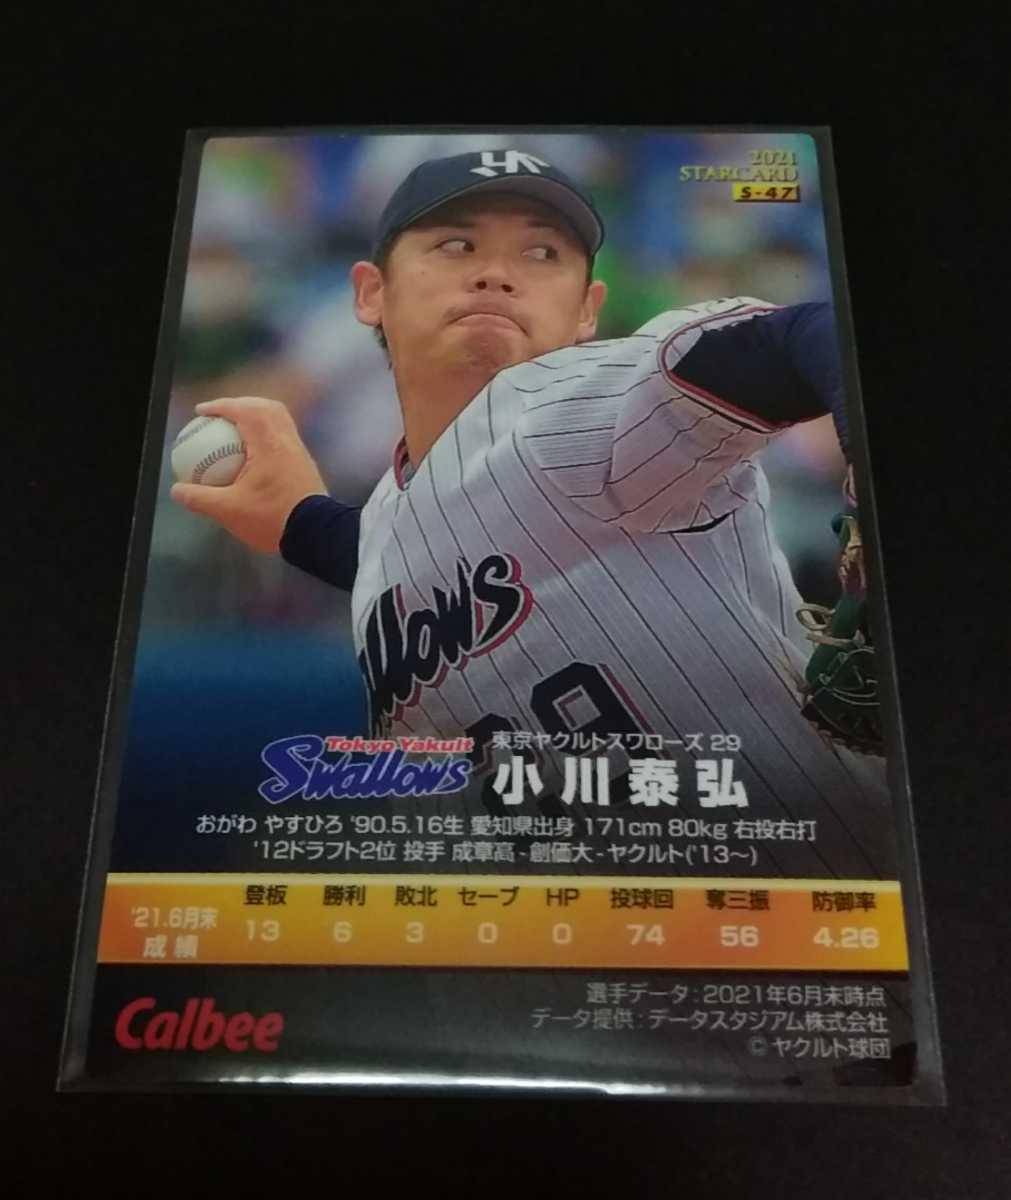 2021
STARCARD
S-47
Swallows
29
Tokyo Yakult
Swallows
東京ヤクルトスワローズ 29
小川泰弘
おがわ やすひろ '90.5.16生 愛知県出身 171cm 80kg 右投右打
'12ドラフト2位 投手 成章高-創価大-ヤクルト('13〜)
登板 勝利 敗北 セーブ HP 投球回 奪三振 防御率
'21.6月末
成績
13 6 3 0 0 74 56 4.26
Calbee
選手データ:2021年6月末時点
データ提供:データスタジアム株式会社
© ヤクルト球団